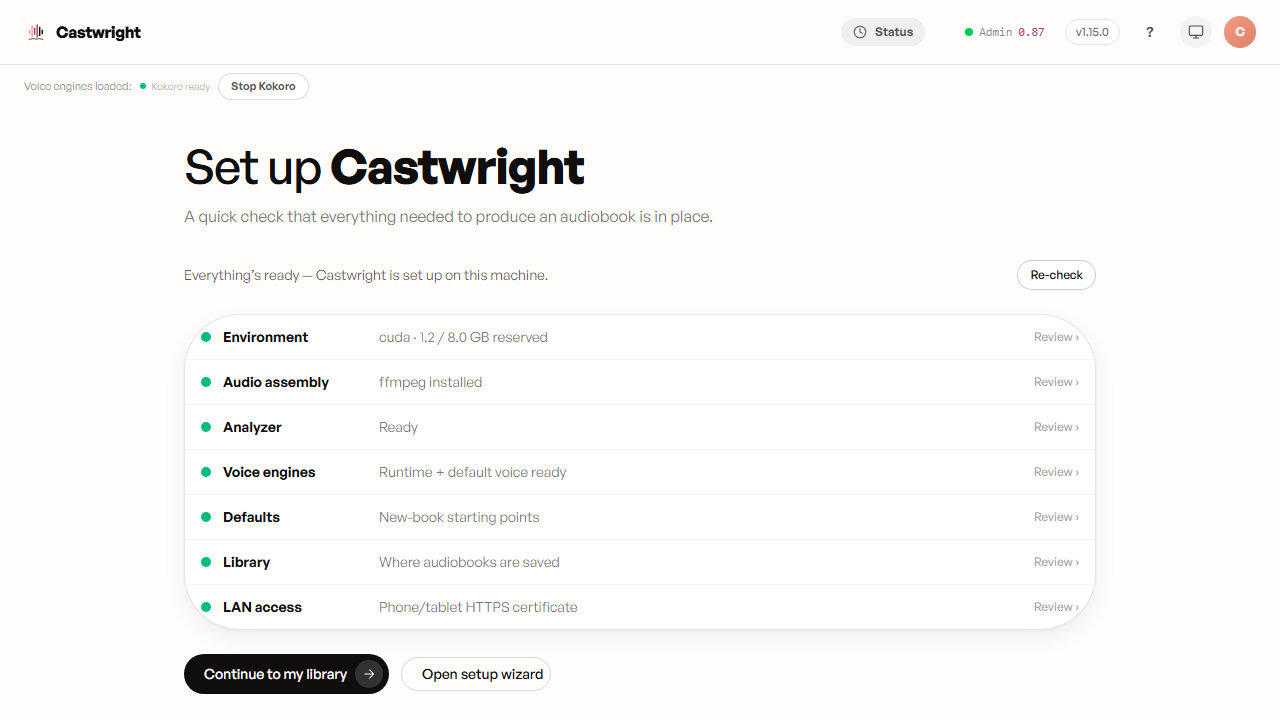 Castwright
Status
Admin 0.87
v1.15.0
?
C
Voice engines loaded:
Kokoro ready
Stop Kokoro
Set up Castwright
A quick check that everything needed to produce an audiobook is in place.
Everything's ready — Castwright is set up on this machine.
Re-check
Environment
cuda · 1.2 / 8.0 GB reserved
Review ›
Audio assembly
ffmpeg installed
Review ›
Analyzer
Ready
Review ›
Voice engines
Runtime + default voice ready
Review ›
Defaults
New-book starting points
Review ›
Library
Where audiobooks are saved
Review ›
LAN access
Phone/tablet HTTPS certificate
Review ›
Continue to my library
Open setup wizard